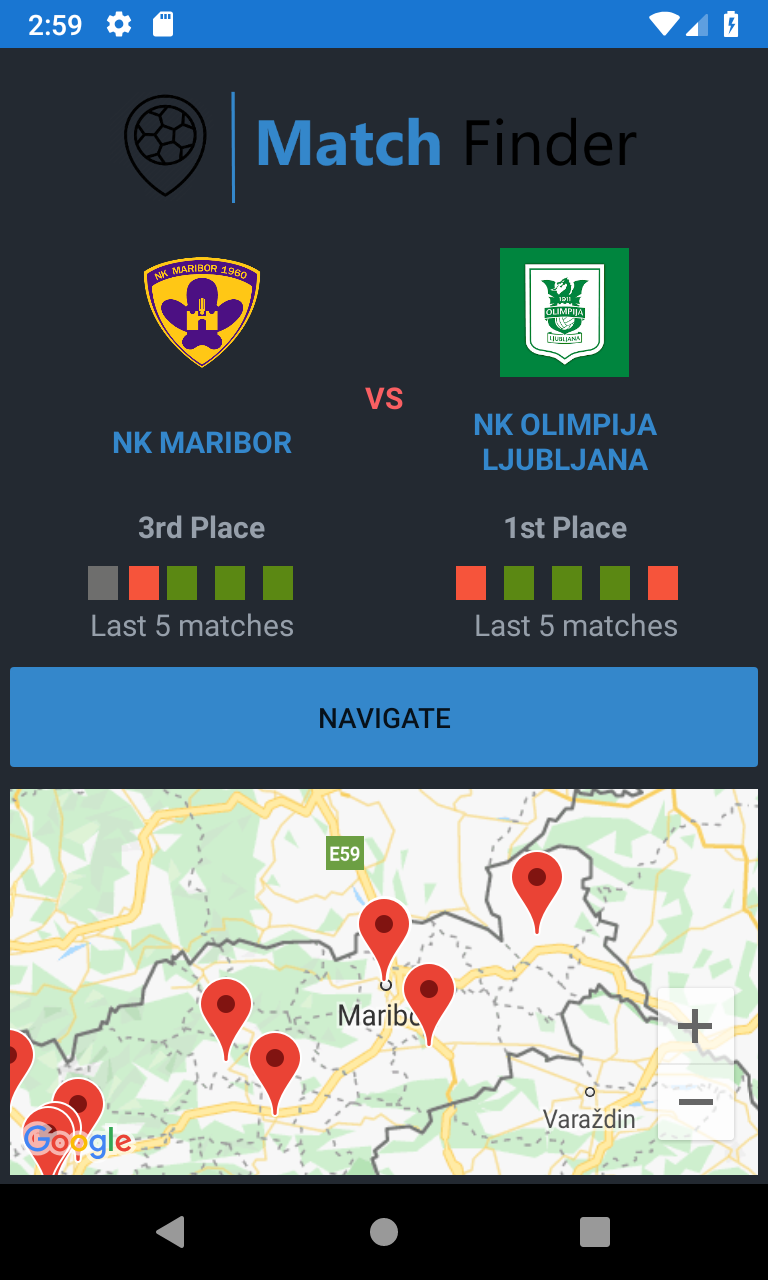 2:59
Match Finder
NK MARIBOR 1960
1911
OLIMPIJA
LJUBLJANA
VS
NK MARIBOR
NK OLIMPIJA
LJUBLJANA
3rd Place
1st Place
Last 5 matches
Last 5 matches
NAVIGATE
E59
Maribo
Varaždin
Google